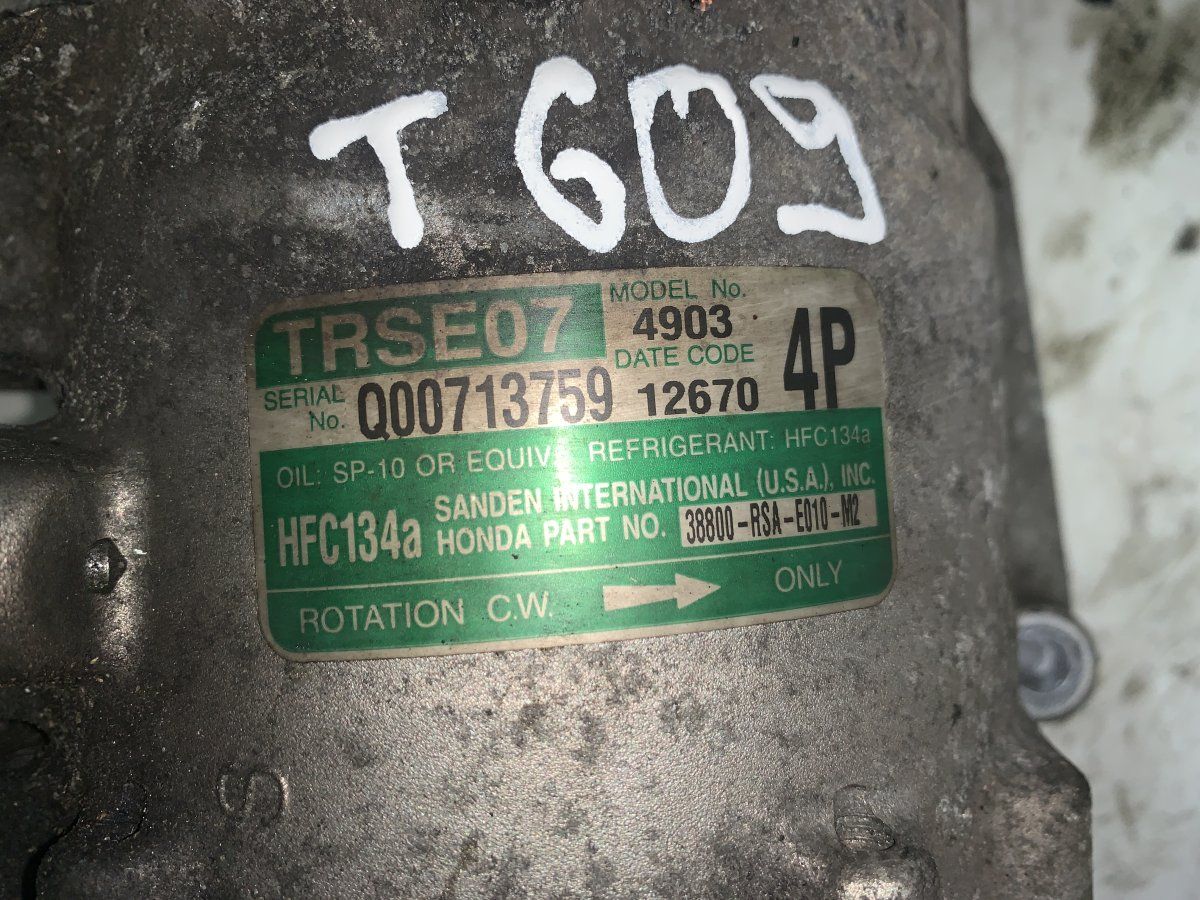 T 609
TRSE07
MODEL No.
4903
DATE CODE
4P
SERIAL No. Q00713759 12670
OIL: SP-10 OR EQUIV. REFRIGERANT: HFC134a
HFC134a SANDEN INTERNATIONAL (U.S.A.), INC.
HONDA PART NO. 38800-RSA-E010-M2
ROTATION C.W. ONLY
S